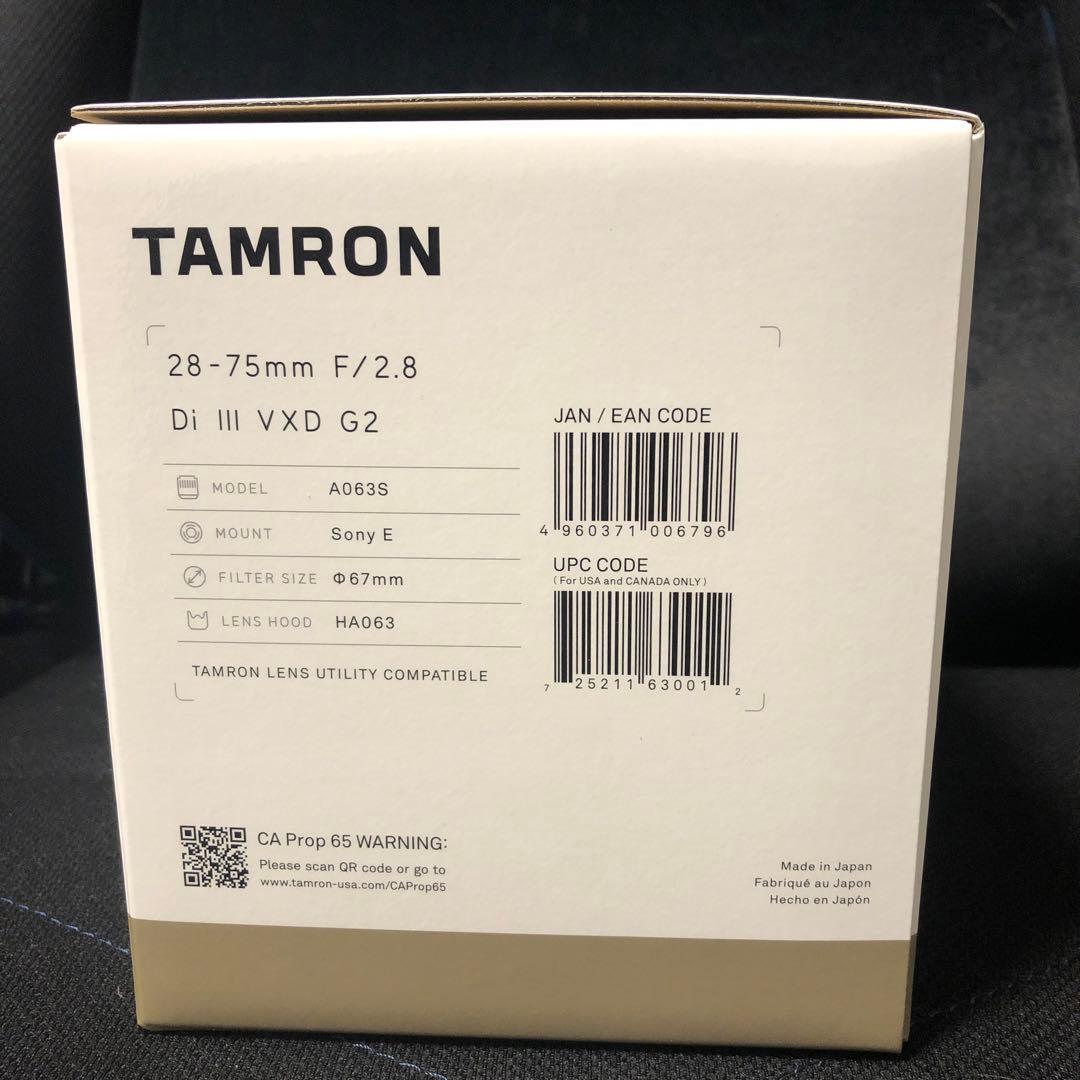 TAMRON
28-75mm F/2.8
Di III VXD G2
MODEL A063S
MOUNT Sony E
FILTER SIZE Φ67mm
LENS HOOD HA063
TAMRON LENS UTILITY COMPATIBLE
JAN / EAN CODE
4 960371 006796
UPC CODE
(For USA and CANADA ONLY)
7 25211 63001 2
CA Prop 65 WARNING:
Please scan QR code or go to
www.tamron-usa.com/CAProp65
Made in Japan
Fabriqué au Japon
Hecho en Japón